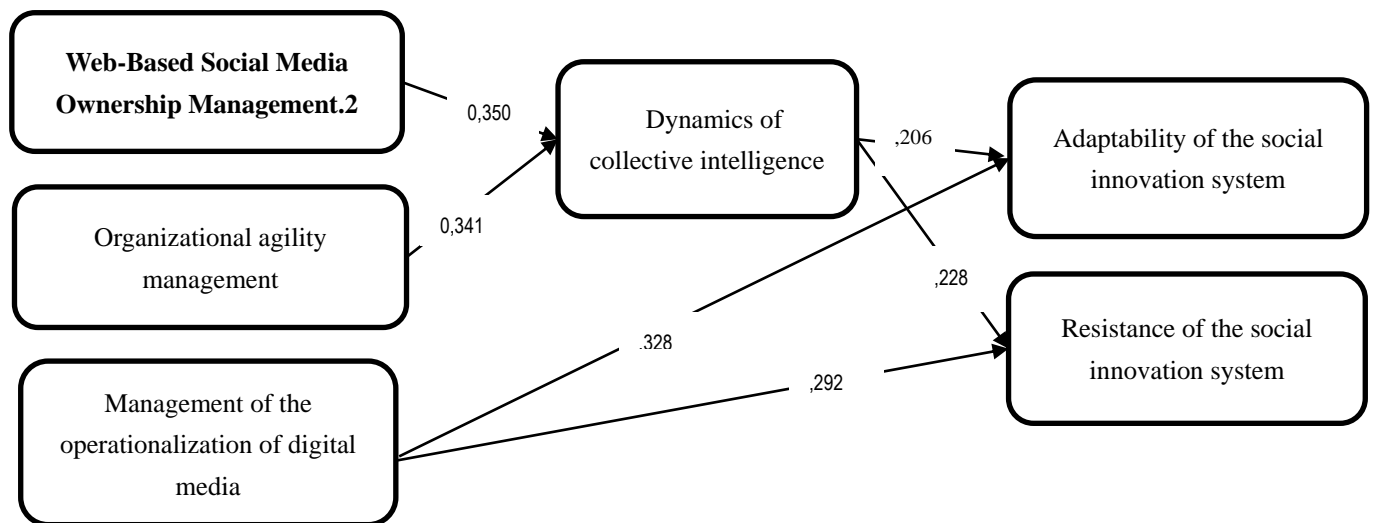 Web-Based Social Media
Ownership Management.2
0,350
Dynamics of
collective intelligence
,206
Adaptability of the social
innovation system
Organizational agility
management
0,341
,228
Resistance of the social
innovation system
,328
,292
Management of the
operationalization of digital
media